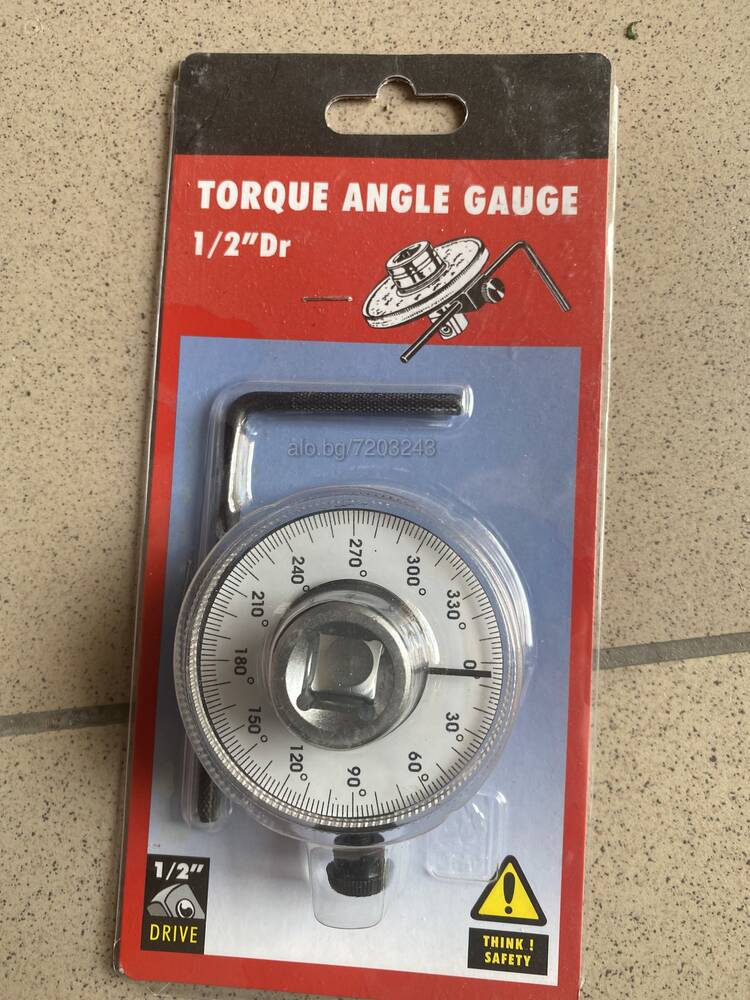 TORQUE ANGLE GAUGE
1/2"Dr
alo.bg/7203243
270°
240°
300°
210°
330°
180°
0
150°
30°
120°
60°
90°
1/2"
DRIVE
THINK !
SAFETY